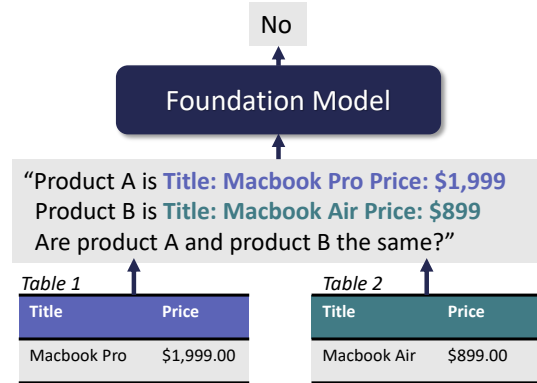 No
Foundation Model
“Product A is Title: Macbook Pro Price: $1,999
Product B is Title: Macbook Air Price: $899
Are product A and product B the same?”
Table 1
Table 2
Title Price
Title Price
Macbook Pro $1,999.00
Macbook Air $899.00